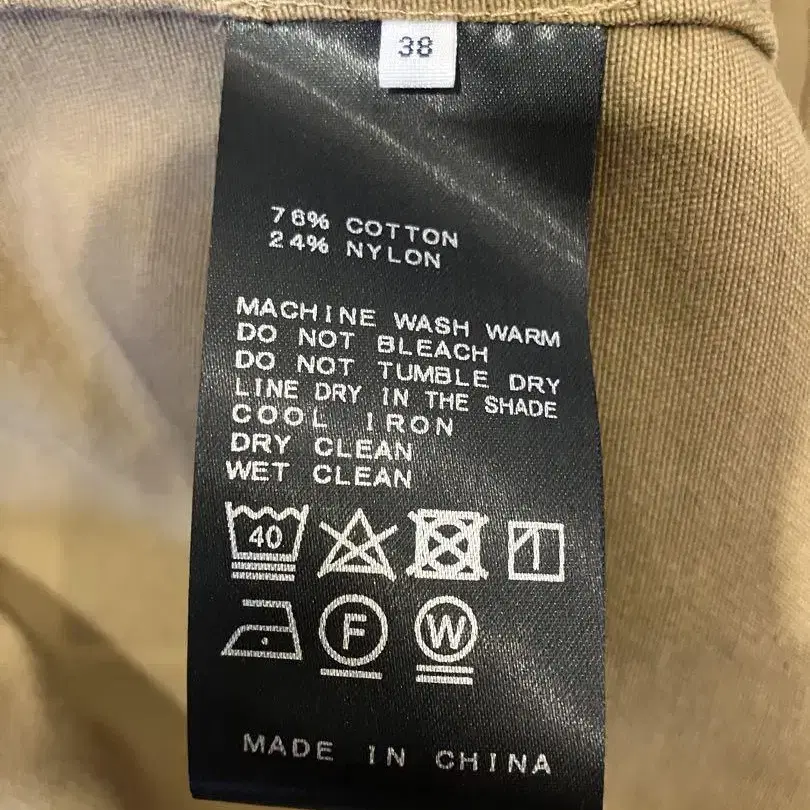 38
76% COTTON
24% NYLON
MACHINE WASH WARM
DO NOT BLEACH
DO NOT TUMBLE DRY
LINE DRY IN THE SHADE
COOL IRON
DRY CLEAN
WET CLEAN
40
F W
MADE IN CHINA